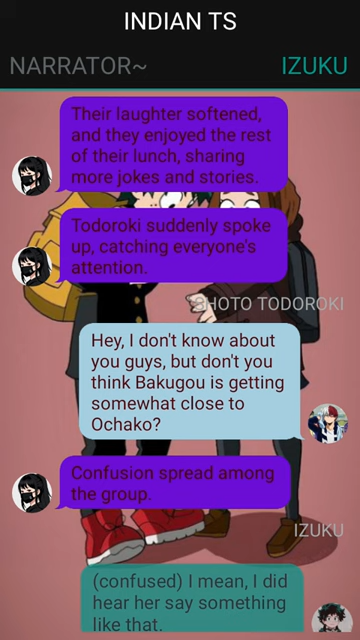 INDIAN TS
NARRATOR~
IZUKU
Their laughter softened,
and they enjoyed the rest
of their lunch, sharing
more jokes and stories.
Todoroki suddenly spoke
up, catching everyone's
attention.
SHOTO TODOROKI
Hey, I don't know about
you guys, but don't you
think Bakugou is getting
somewhat close to
Ochako?
Confusion spread among
the group.
IZUKU
(confused) I mean, I did
hear her say something
like that.